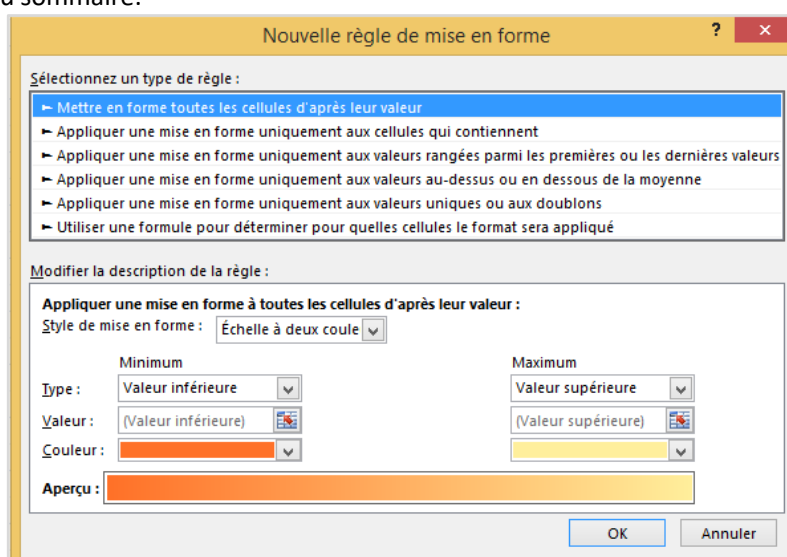 u sommaire.
Nouvelle règle de mise en forme ? ×
Sélectionnez un type de règle :
► Mettre en forme toutes les cellules d'après leur valeur
► Appliquer une mise en forme uniquement aux cellules qui contiennent
► Appliquer une mise en forme uniquement aux valeurs rangées parmi les premières ou les dernières valeurs
► Appliquer une mise en forme uniquement aux valeurs au-dessus ou en dessous de la moyenne
► Appliquer une mise en forme uniquement aux valeurs uniques ou aux doublons
► Utiliser une formule pour déterminer pour quelles cellules le format sera appliqué
Modifier la description de la règle :
Appliquer une mise en forme à toutes les cellules d'après leur valeur :
Style de mise en forme : Échelle à deux coule
Minimum Maximum
Type : Valeur inférieure Valeur supérieure
Valeur : (Valeur inférieure) (Valeur supérieure)
Couleur :
Aperçu :
OK Annuler